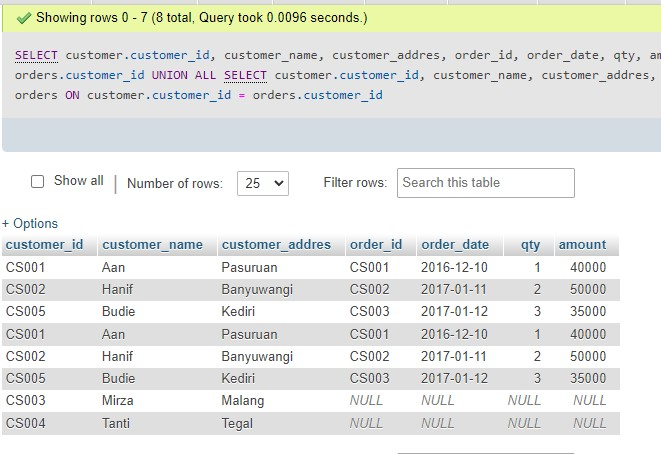 Showing rows 0 - 7 (8 total, Query took 0.0096 seconds.)
SELECT customer.customer_id, customer_name, customer_addres, order_id, order_date, qty, am
orders.customer_id UNION ALL SELECT customer.customer_id, customer_name, customer_addres,
orders ON customer.customer_id = orders.customer_id
Show all | Number of rows: 25 Filter rows: Search this table
+ Options
customer_id customer_name customer_addres order_id order_date qty amount
CS001 Aan Pasuruan CS001 2016-12-10 1 40000
CS002 Hanif Banyuwangi CS002 2017-01-11 2 50000
CS005 Budie Kediri CS003 2017-01-12 3 35000
CS001 Aan Pasuruan CS001 2016-12-10 1 40000
CS002 Hanif Banyuwangi CS002 2017-01-11 2 50000
CS005 Budie Kediri CS003 2017-01-12 3 35000
CS003 Mirza Malang NULL NULL NULL NULL
CS004 Tanti Tegal NULL NULL NULL NULL